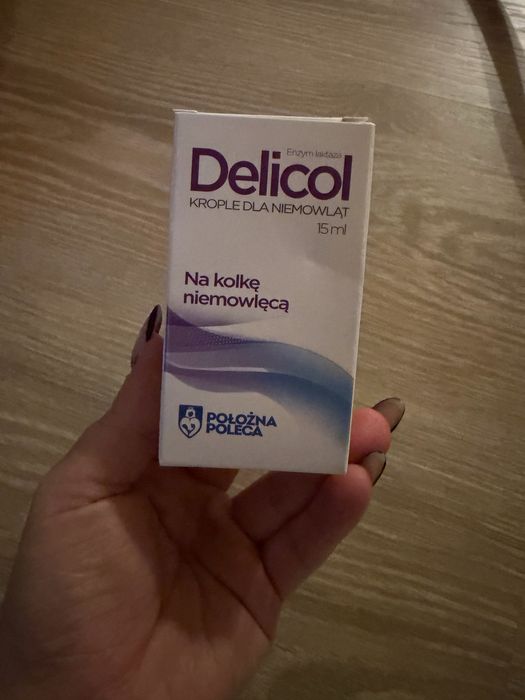 Enzym laktaza
Delicol
KROPLE DLA NIEMOWLĄT
15 ml
Na kolkę
niemowlęcą
POŁOŻNA
POLECA